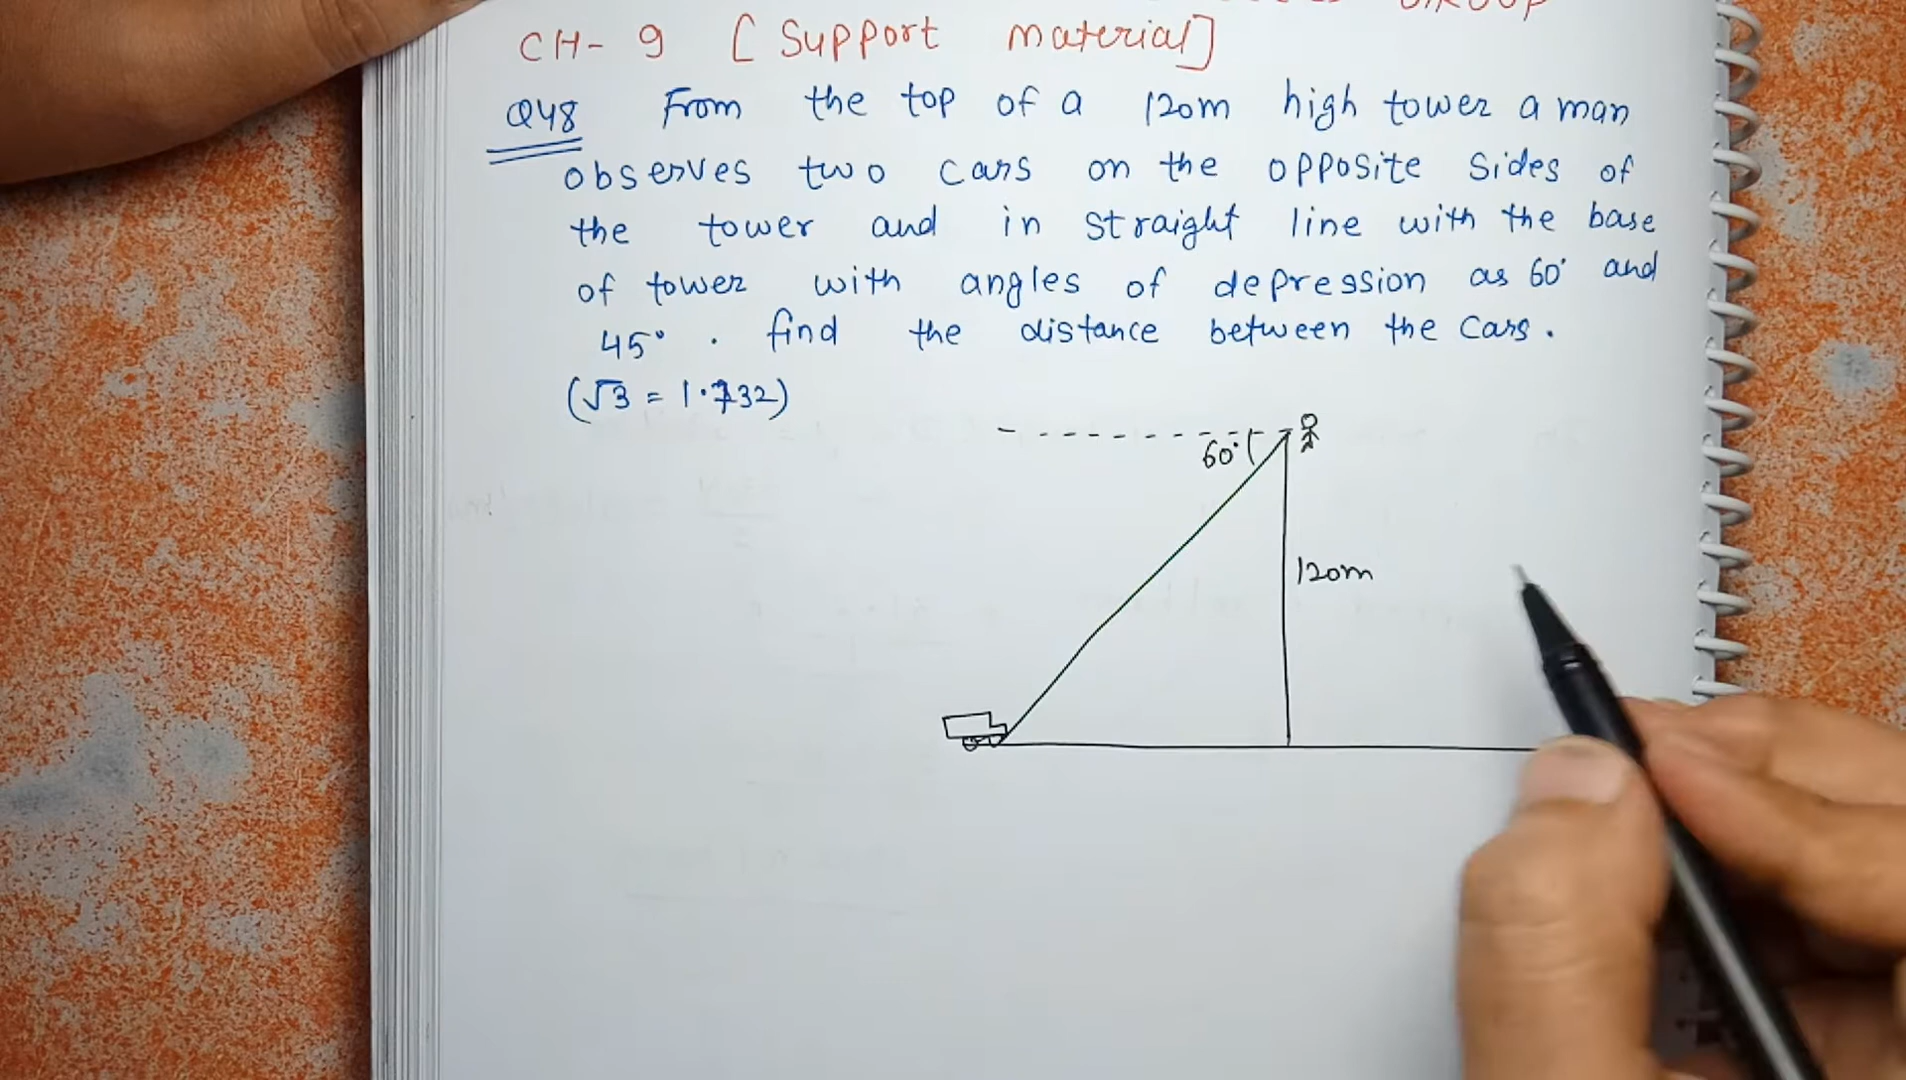 CH- 9 [Support material]
Q48 From the top of a 120m high tower a man
observes two cars on the opposite sides of
the tower and in straight line with the base
of tower with angles of depression as 60° and
45° . find the distance between the cars.
(√3 = 1.732)
60°
120m